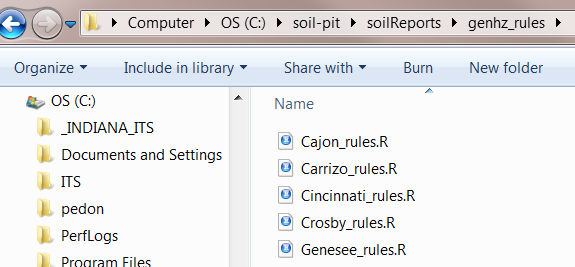 Computer OS (C:) soil-pit soilReports genhz_rules
Organize Include in library Share with Burn New folder
OS (C:)
_INDIANA_ITS
Documents and Settings
ITS
pedon
PerfLogs
Program Files
Name
Cajon_rules.R
Carrizo_rules.R
Cincinnati_rules.R
Crosby_rules.R
Genesee_rules.R